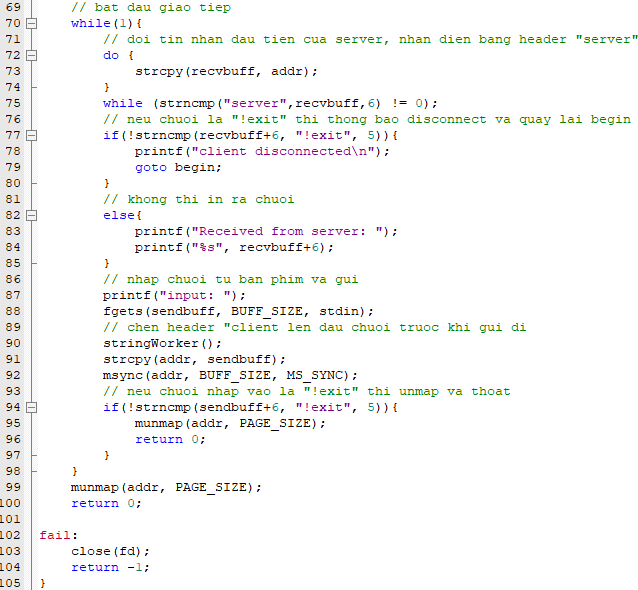 69 // bat dau giao tiep
70 while(1){
71 // doi tin nhan dau tien cua server, nhan dien bang header "server"
72 do {
73 strcpy(recvbuff, addr);
74 }
75 while (strncmp("server",recvbuff,6) != 0);
76 // neu chuoi la "!exit" thi thong bao disconnect va quay lai begin
77 if(!strncmp(recvbuff+6, "!exit", 5)){
78 printf("client disconnected\n");
79 goto begin;
80 }
81 // khong thi in ra chuoi
82 else{
83 printf("Received from server: ");
84 printf("%s", recvbuff+6);
85 }
86 // nhap chuoi tu ban phim va gui
87 printf("input: ");
88 fgets(sendbuff, BUFF_SIZE, stdin);
89 // chen header "client len dau chuoi truoc khi gui di
90 stringWorker();
91 strcpy(addr, sendbuff);
92 msync(addr, BUFF_SIZE, MS_SYNC);
93 // neu chuoi nhap vao la "!exit" thi unmap va thoat
94 if(!strncmp(sendbuff+6, "!exit", 5)){
95 munmap(addr, PAGE_SIZE);
96 return 0;
97 }
98 }
99 munmap(addr, PAGE_SIZE);
100 return 0;
101
102 fail:
103 close(fd);
104 return -1;
105 }